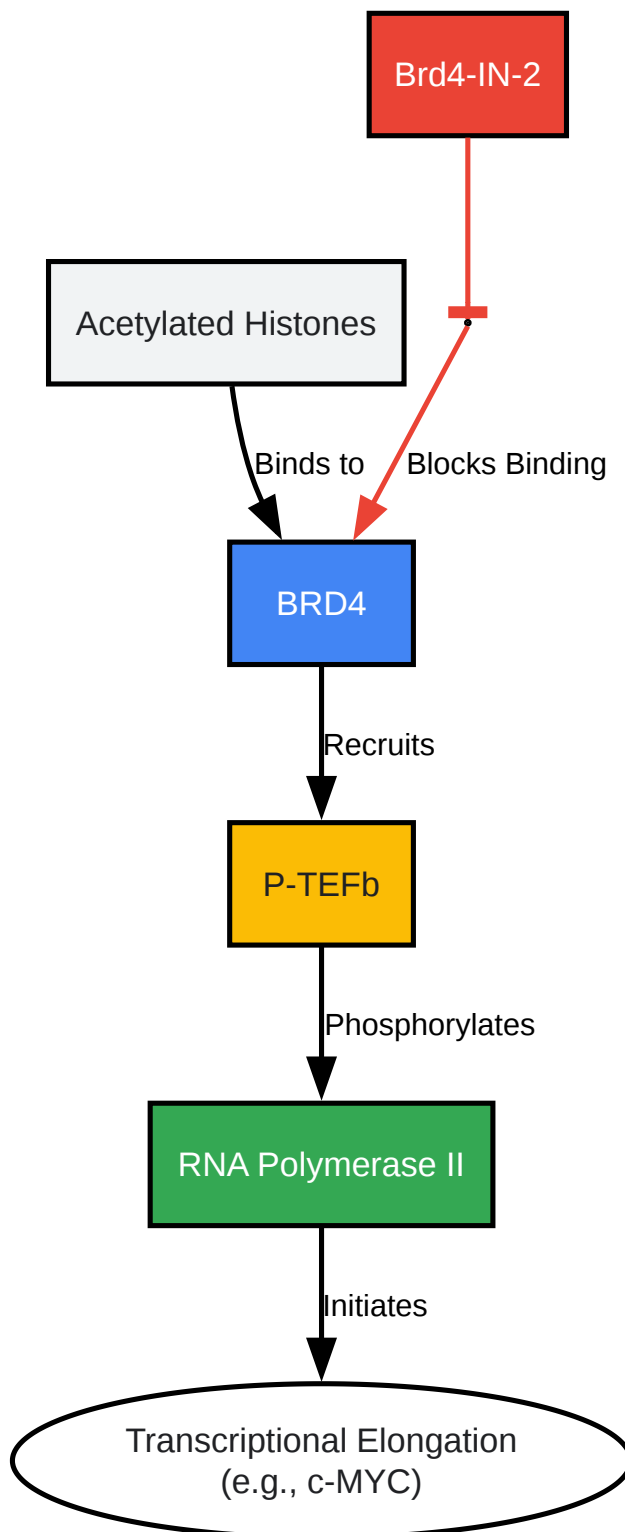 Brd4-IN-2
Acetylated Histones
Binds to
Blocks Binding
BRD4
Recruits
P-TEFb
Phosphorylates
RNA Polymerase II
Initiates
Transcriptional Elongation
(e.g., c-MYC)